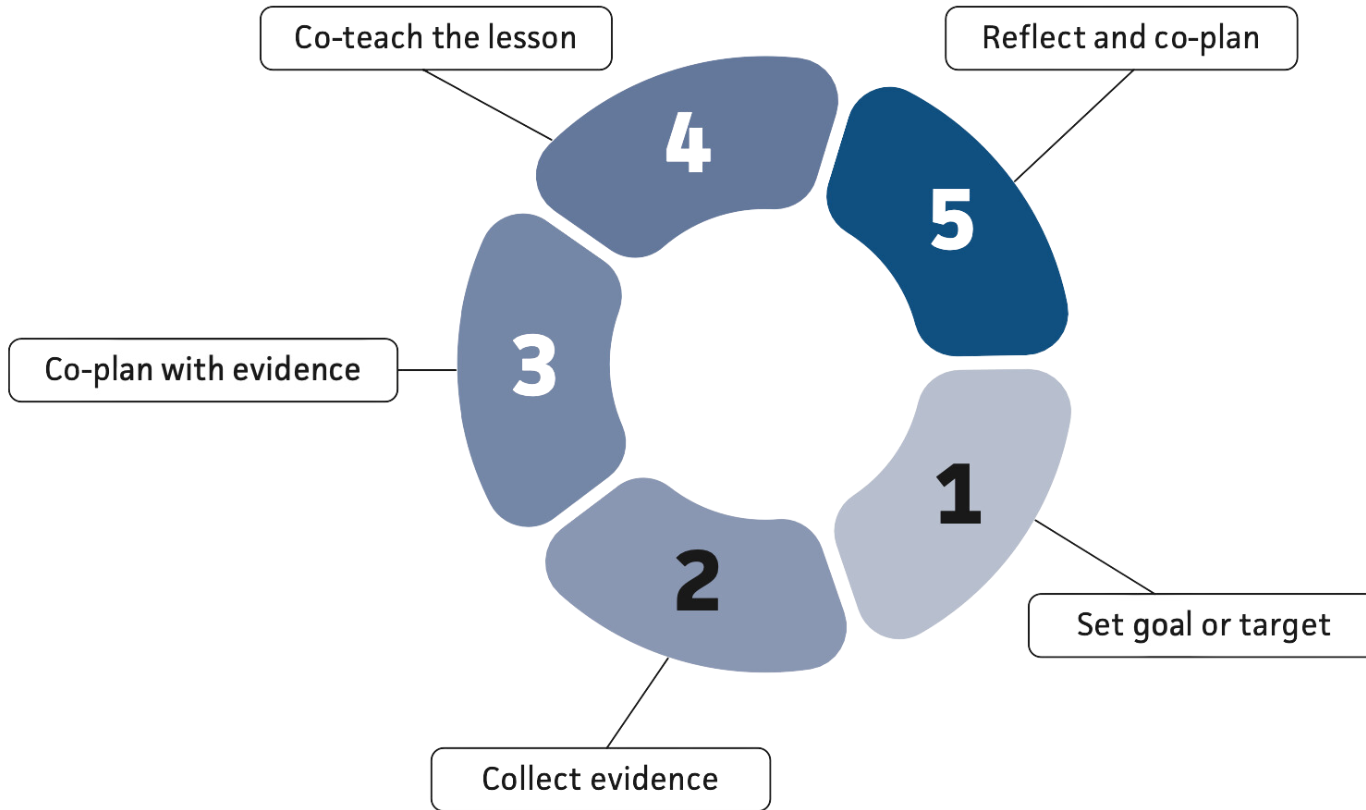 Co-teach the lesson
Reflect and co-plan
4
5
Co-plan with evidence
3
1
2
Set goal or target
Collect evidence